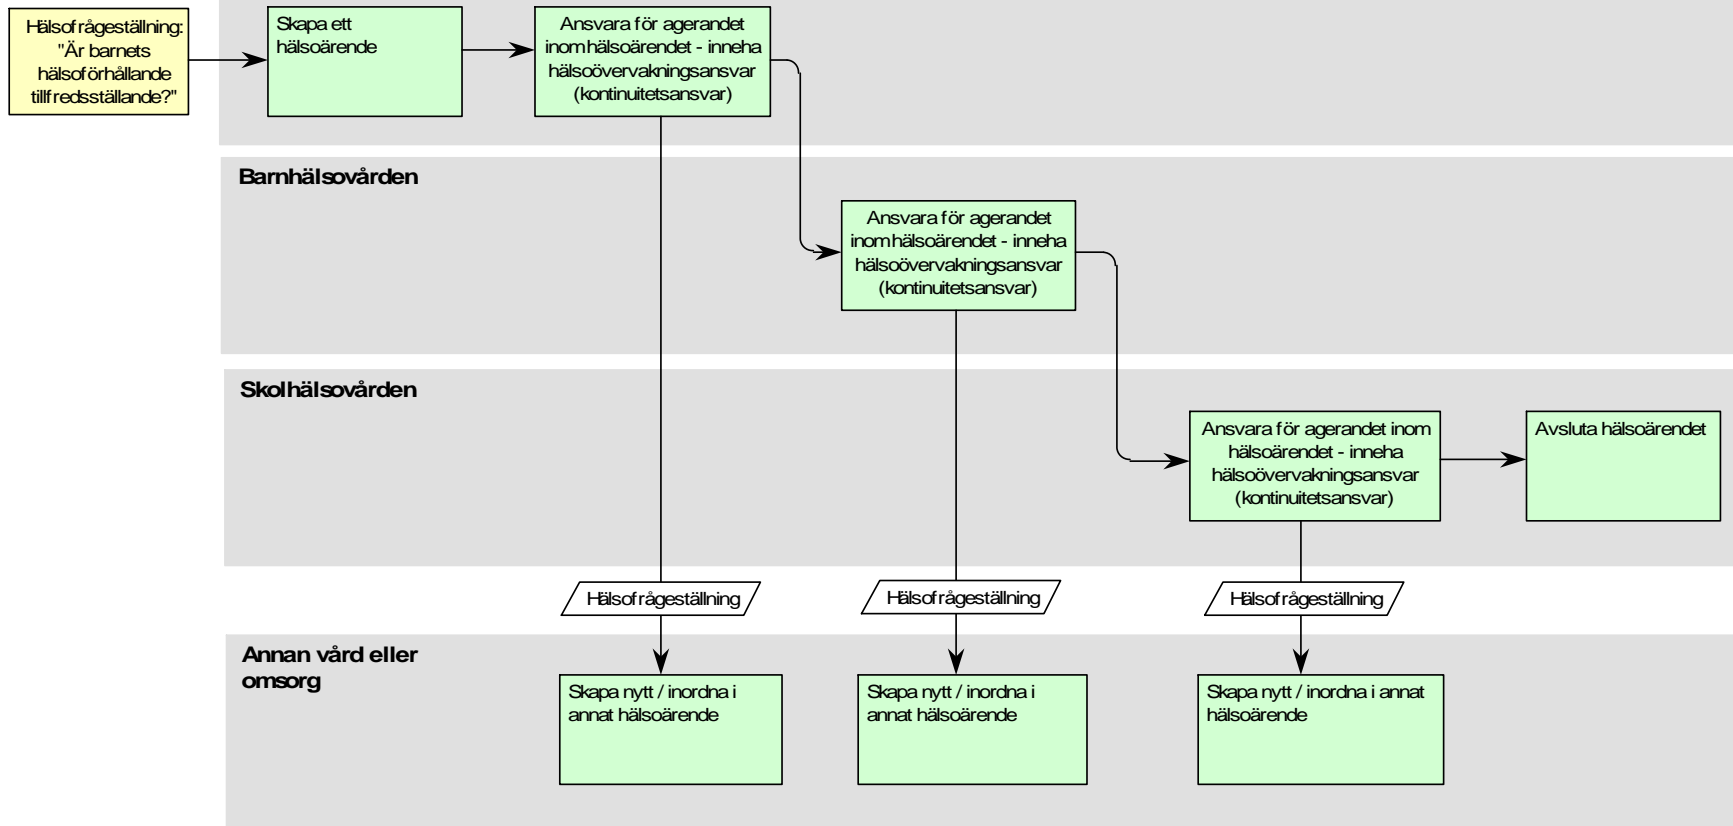 Hälsofrågeställning:
"Är barnets
hälsoförhållande
tillfredsställande?"
Skapa ett
hälsoärende
Ansvara för agerandet
inom hälsoärendet - inneha
hälsoövervakningsansvar
(kontinuitetsansvar)
Barnhälsovården
Ansvara för agerandet
inom hälsoärendet - inneha
hälsoövervakningsansvar
(kontinuitetsansvar)
Skolhälsovården
Ansvara för agerandet inom
hälsoärendet - inneha
hälsoövervakningsansvar
(kontinuitetsansvar)
Avsluta hälsoärendet
Hälsofrågeställning
Hälsofrågeställning
Hälsofrågeställning
Annan vård eller
omsorg
Skapa nytt / inordna i
annat hälsoärende
Skapa nytt / inordna i
annat hälsoärende
Skapa nytt / inordna i annat
hälsoärende